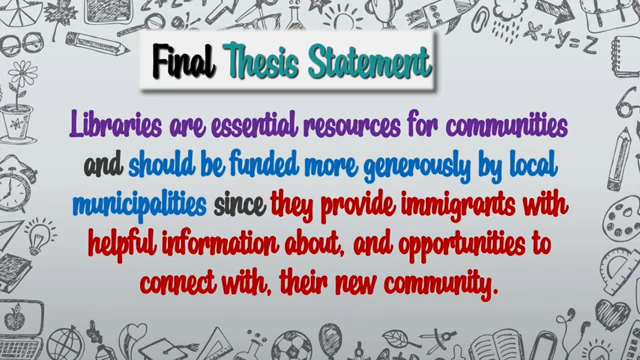 Final Thesis Statement
Libraries are essential resources for communities
and should be funded more generously by local
municipalities since they provide immigrants with
helpful information about, and opportunities to
connect with, their new community.
x+y=z